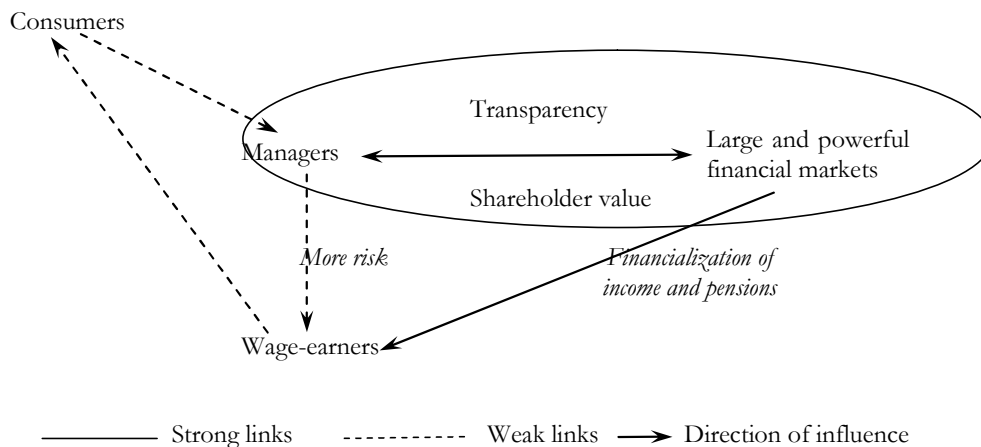 Consumers
Transparency
Managers
Large and powerful
financial markets
Shareholder value
More risk
Financialization of
income and pensions
Wage-earners
Strong links
Weak links
Direction of influence